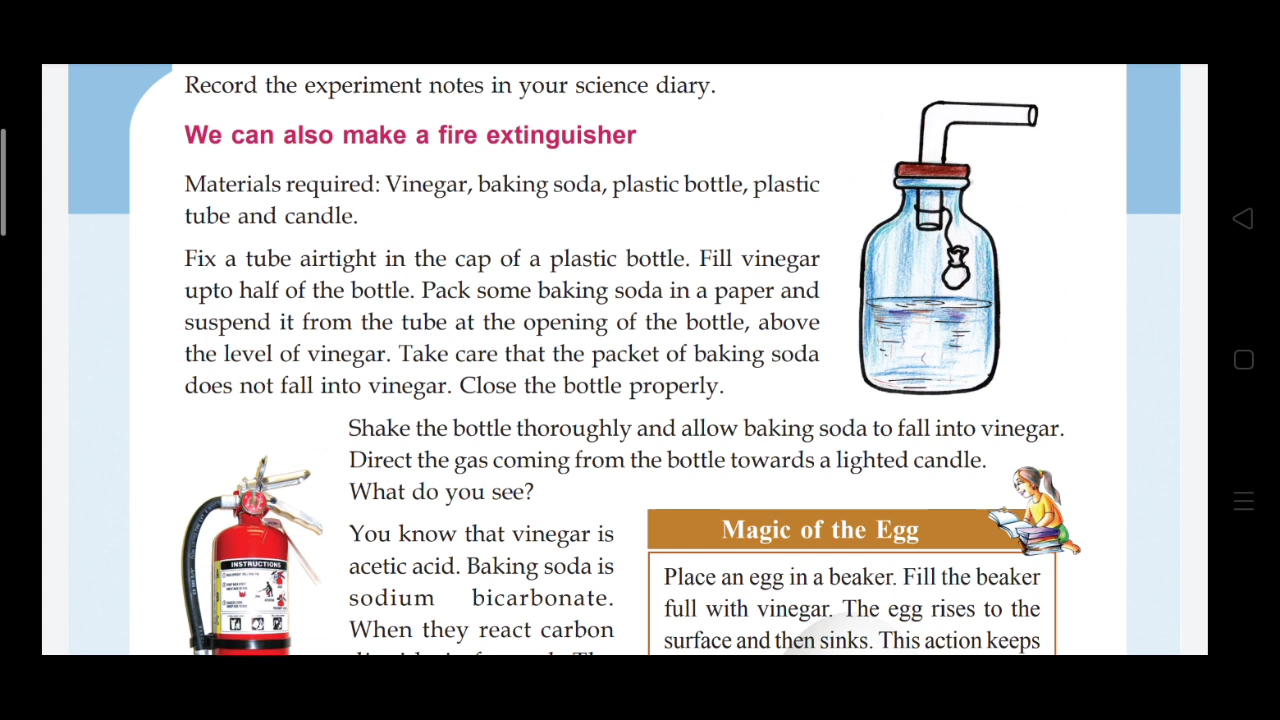 Record the experiment notes in your science diary.
We can also make a fire extinguisher
Materials required: Vinegar, baking soda, plastic bottle, plastic
tube and candle.
Fix a tube airtight in the cap of a plastic bottle. Fill vinegar
upto half of the bottle. Pack some baking soda in a paper and
suspend it from the tube at the opening of the bottle, above
the level of vinegar. Take care that the packet of baking soda
does not fall into vinegar. Close the bottle properly.
Shake the bottle thoroughly and allow baking soda to fall into vinegar.
Direct the gas coming from the bottle towards a lighted candle.
What do you see?
You know that vinegar is
acetic acid. Baking soda is
sodium bicarbonate.
When they react carbon
INSTRUCTIONS
Magic of the Egg
Place an egg in a beaker. Fill the beaker
full with vinegar. The egg rises to the
surface and then sinks. This action keeps